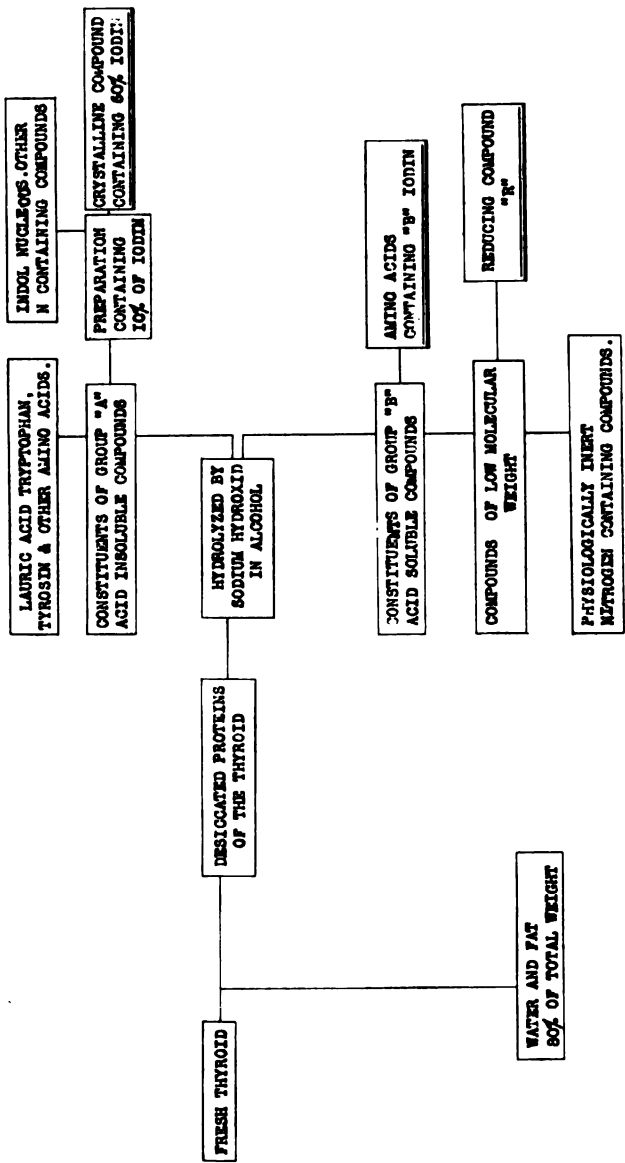 FRESH THYROID
WATER AND FAT
80% OF TOTAL WEIGHT
DESICCATED PROTEINS
OF THE THYROID
HYDROLYZED BY
SODIUM HYDROXID
IN ALCOHOL
LAURIC ACID TRYPTOPHAN,
TYROSIN & OTHER AMINO ACIDS.
CONSTITUENTS OF GROUP "A"
ACID INSOLUBLE COMPOUNDS
INDOL NUCLEOUS.OTHER
N CONTAINING COMPOUNDS
PREPARATION
CONTAINING
10% OF IODIN
CRYSTALLINE COMPOUND
CONTAINING 60% IODIN
CONSTITUENTS OF GROUP "B"
ACID SOLUBLE COMPOUNDS
AMINO ACIDS
CONTAINING "B" IODIN
COMPOUNDS OF LOW MOLECULAR
WEIGHT
REDUCING COMPOUND
"R"
PHYSIOLOGICALLY INERT
NITROGEN CONTAINING COMPOUNDS.